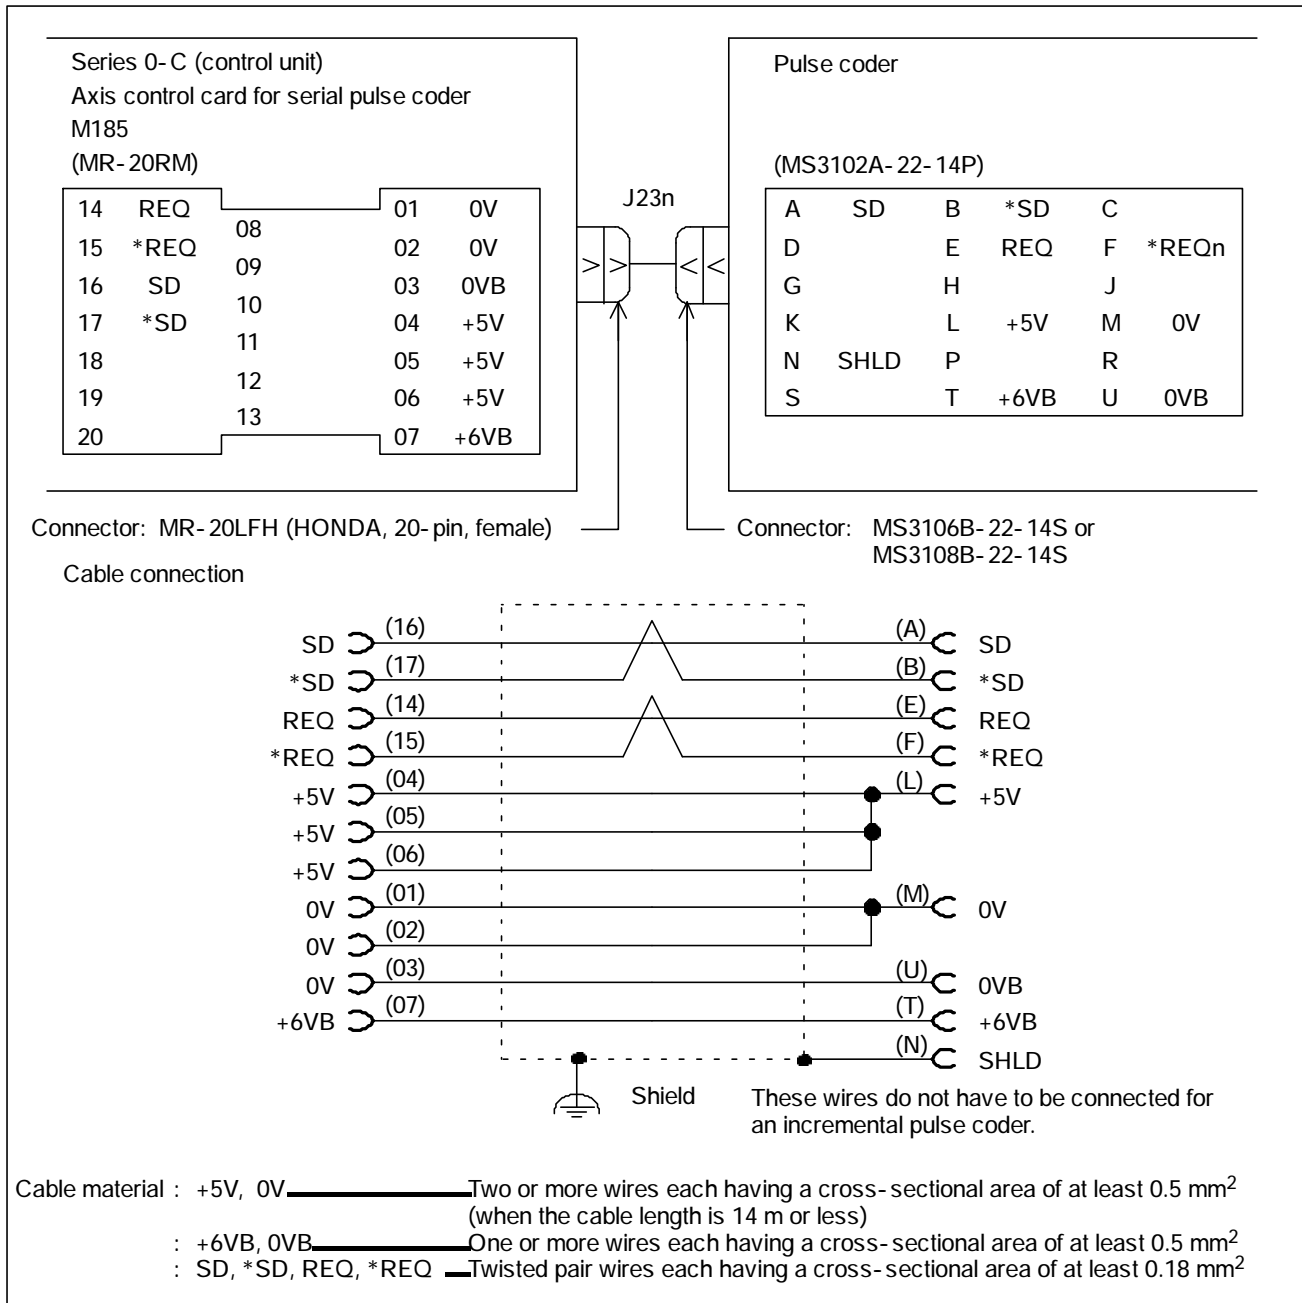 Series 0-C (control unit)
Axis control card for serial pulse coder
M185
(MR-20RM)
14 REQ 01 0V
08
15 *REQ 02 0V
09
16 SD 03 0VB
10
17 *SD 04 +5V
11
18 05 +5V
12
19 06 +5V
13
20 07 +6VB
J23n
Pulse coder
(MS3102A-22-14P)
A SD B *SD C
D E REQ F *REQn
G H J
K L +5V M 0V
N SHLD P R
S T +6VB U 0VB
Connector: MR-20LFH (HONDA, 20-pin, female)
Connector: MS3106B-22-14S or
MS3108B-22-14S
Cable connection
SD (16) (A) SD
*SD (17) (B) *SD
REQ (14) (E) REQ
*REQ (15) (F) *REQ
+5V (04) (L) +5V
+5V (05)
+5V (06)
0V (01) (M) 0V
0V (02)
0V (03) (U) 0VB
+6VB (07) (T) +6VB
(N) SHLD
Shield
These wires do not have to be connected for
an incremental pulse coder.
Cable material : +5V, 0V Two or more wires each having a cross-sectional area of at least 0.5 mm²
(when the cable length is 14 m or less)
: +6VB, 0VB One or more wires each having a cross-sectional area of at least 0.5 mm²
: SD, *SD, REQ, *REQ Twisted pair wires each having a cross-sectional area of at least 0.18 mm²